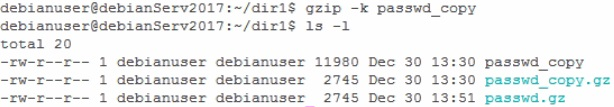 debianuser@debianServ2017:~/dir1$ gzip -k passwd_copy
debianuser@debianServ2017:~/dir1$ ls -l
total 20
-rw-r--r-- 1 debianuser debianuser 11980 Dec 30 13:30 passwd_copy
-rw-r--r-- 1 debianuser debianuser  2745 Dec 30 13:30 passwd_copy.gz
-rw-r--r-- 1 debianuser debianuser  2745 Dec 30 13:51 passwd.gz